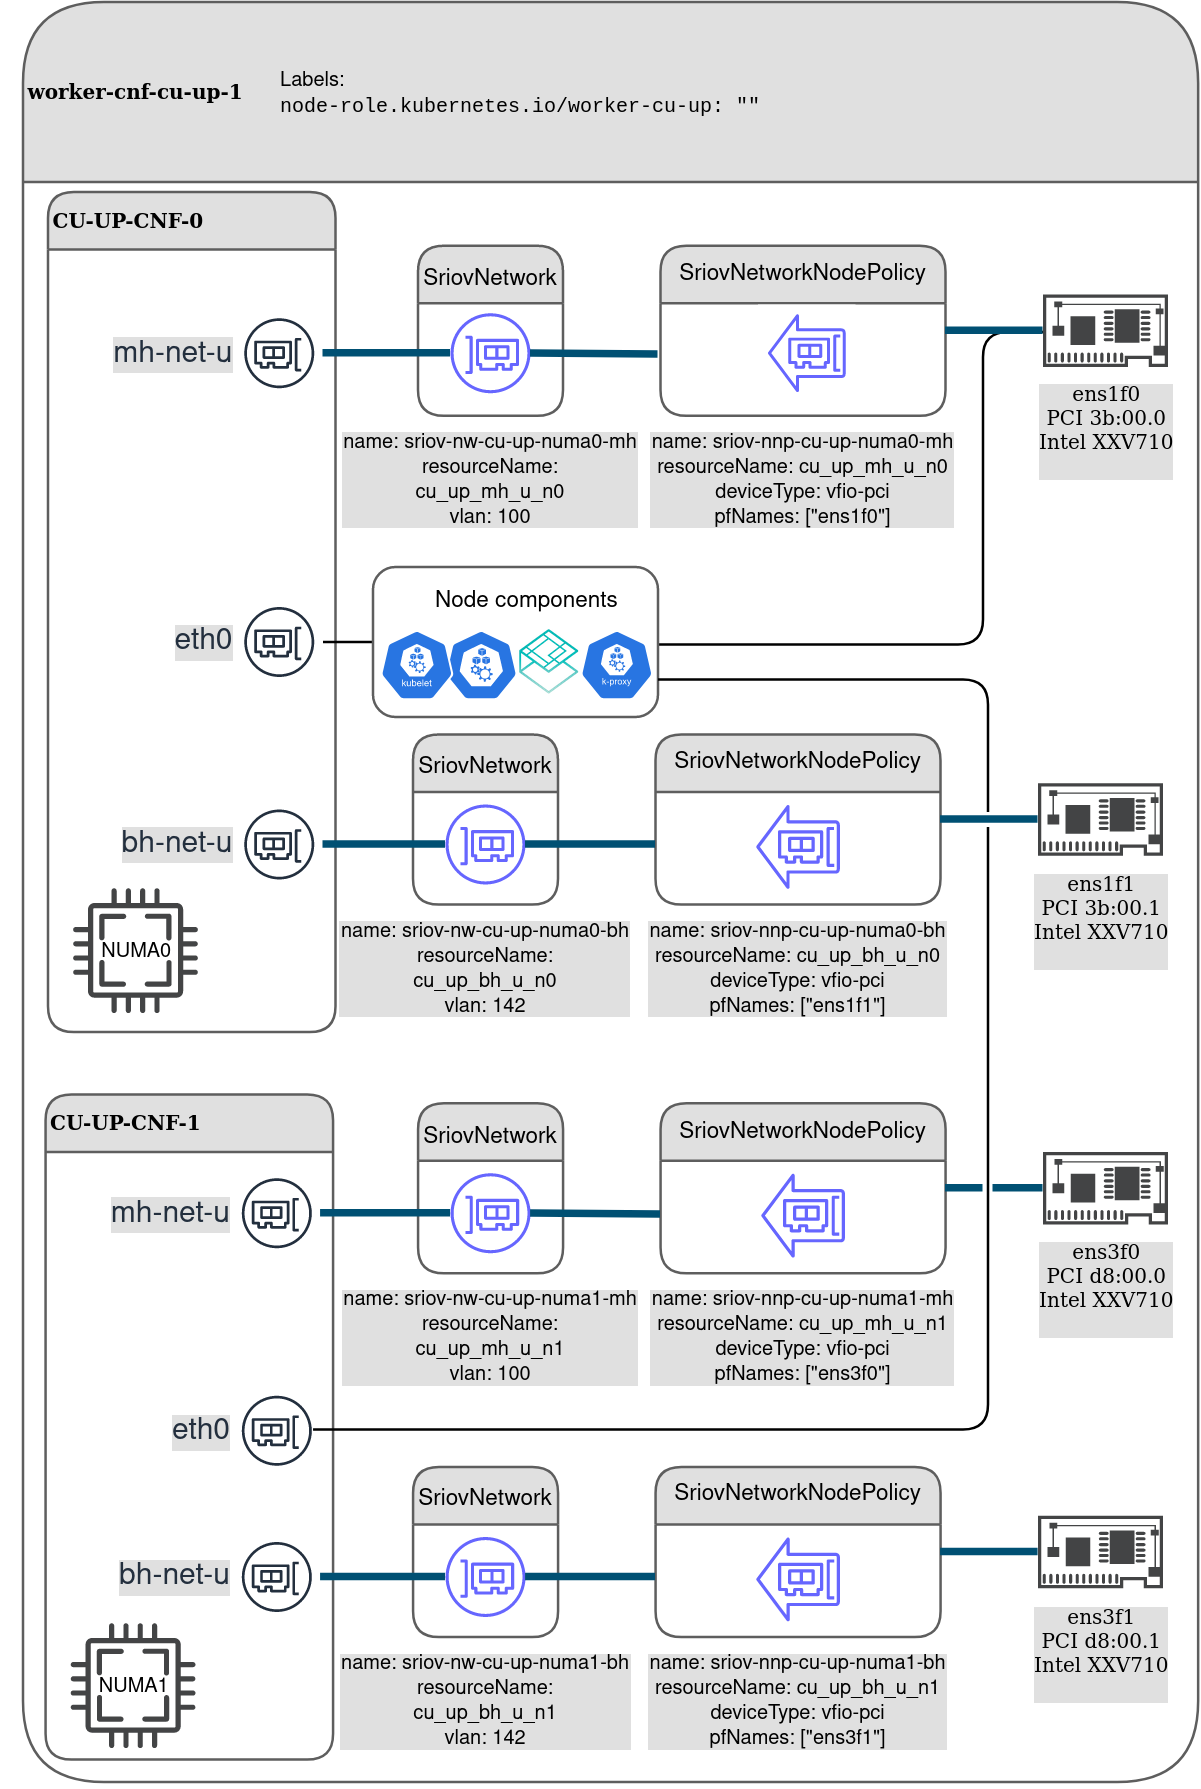 worker-cnf-cu-up-1
Labels:
node-role.kubernetes.io/worker-cu-up: ""
CU-UP-CNF-0
SriovNetwork
SriovNetworkNodePolicy
mh-net-u
ens1f0
PCI 3b:00.0
Intel XXV710
name: sriov-nw-cu-up-numa0-mh
resourceName:
cu_up_mh_u_n0
vlan: 100
name: sriov-nnp-cu-up-numa0-mh
resourceName: cu_up_mh_u_n0
deviceType: vfio-pci
pfNames: ["ens1f0"]
eth0
Node components
kubelet
k-proxy
SriovNetwork
SriovNetworkNodePolicy
bh-net-u
ens1f1
PCI 3b:00.1
Intel XXV710
NUMA0
name: sriov-nw-cu-up-numa0-bh
resourceName:
cu_up_bh_u_n0
vlan: 142
name: sriov-nnp-cu-up-numa0-bh
resourceName: cu_up_bh_u_n0
deviceType: vfio-pci
pfNames: ["ens1f1"]
CU-UP-CNF-1
SriovNetwork
SriovNetworkNodePolicy
mh-net-u
ens3f0
PCI d8:00.0
Intel XXV710
name: sriov-nw-cu-up-numa1-mh
resourceName:
cu_up_mh_u_n1
vlan: 100
name: sriov-nnp-cu-up-numa1-mh
resourceName: cu_up_mh_u_n1
deviceType: vfio-pci
pfNames: ["ens3f0"]
eth0
SriovNetwork
SriovNetworkNodePolicy
bh-net-u
ens3f1
PCI d8:00.1
Intel XXV710
NUMA1
name: sriov-nw-cu-up-numa1-bh
resourceName:
cu_up_bh_u_n1
vlan: 142
name: sriov-nnp-cu-up-numa1-bh
resourceName: cu_up_bh_u_n1
deviceType: vfio-pci
pfNames: ["ens3f1"]